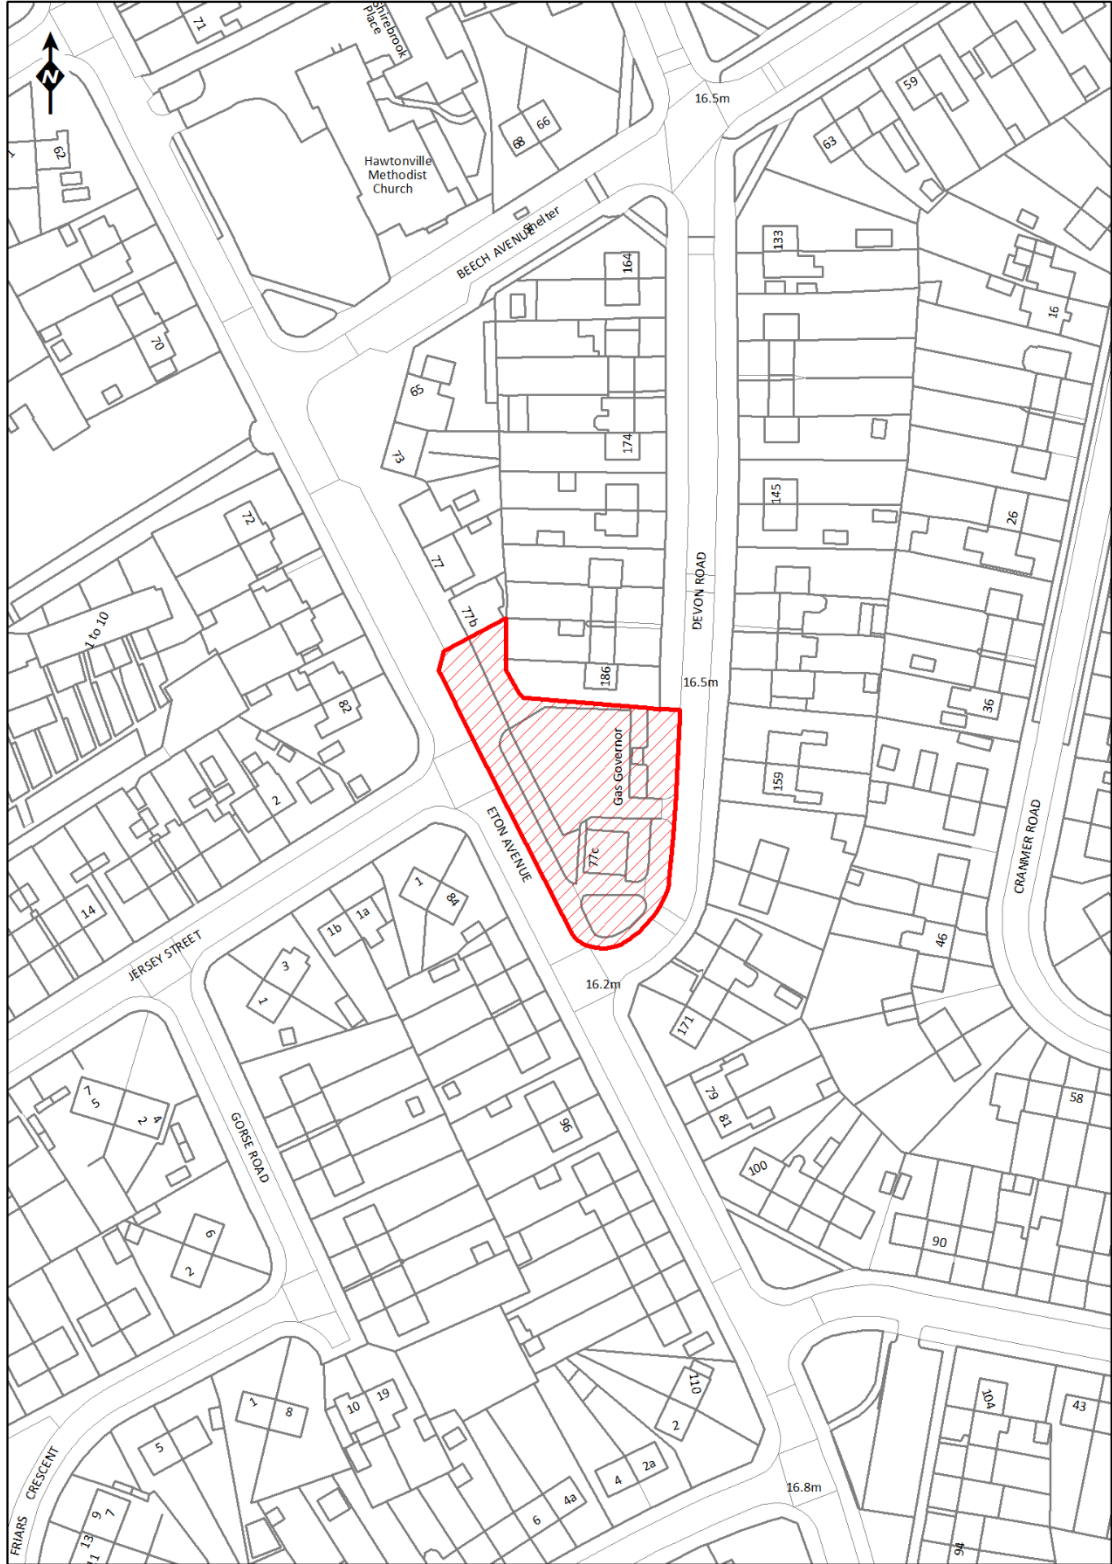 71
Shirebrook
Place
N
16.5m
59
66
68
63
62
1
Hawtonville
Methodist
Church
Shelter
BEECH AVENUE
133
164
16
70
65
174
73
145
26
72
77
DEVON ROAD
1 to 10
77b
186
16.5m
36
82
Gas Governor
159
2
ETON AVENUE
CRANMER ROAD
77c
1
84
14
1a
1b
46
JERSEY STREET
3
1
16.2m
171
7
5
4
2
79
81
58
96
GORSE ROAD
100
6
2
90
110
104
43
1
8
10
19
2
5
4
2a
CRESCENT
FRIARS
16.8m
9
7
4a
6
13
11
94